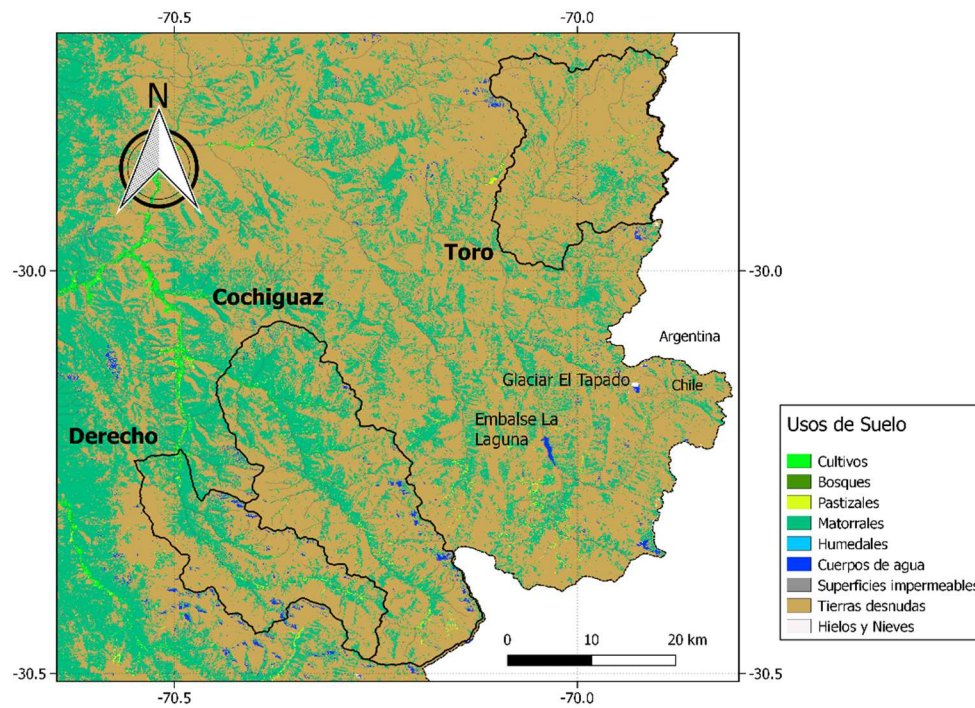 -70.5
-70.0
N
Toro
-30.0
-30.0
Cochiguaz
Argentina
Glaciar El Tapado
Chile
Embalse La
Laguna
Derecho
Usos de Suelo
Cultivos
Bosques
Pastizales
Matorrales
Humedales
Cuerpos de agua
Superficies impermeables
Tierras desnudas
Hielos y Nieves
0
10
20 km
-30.5
-30.5
-70.5
-70.0